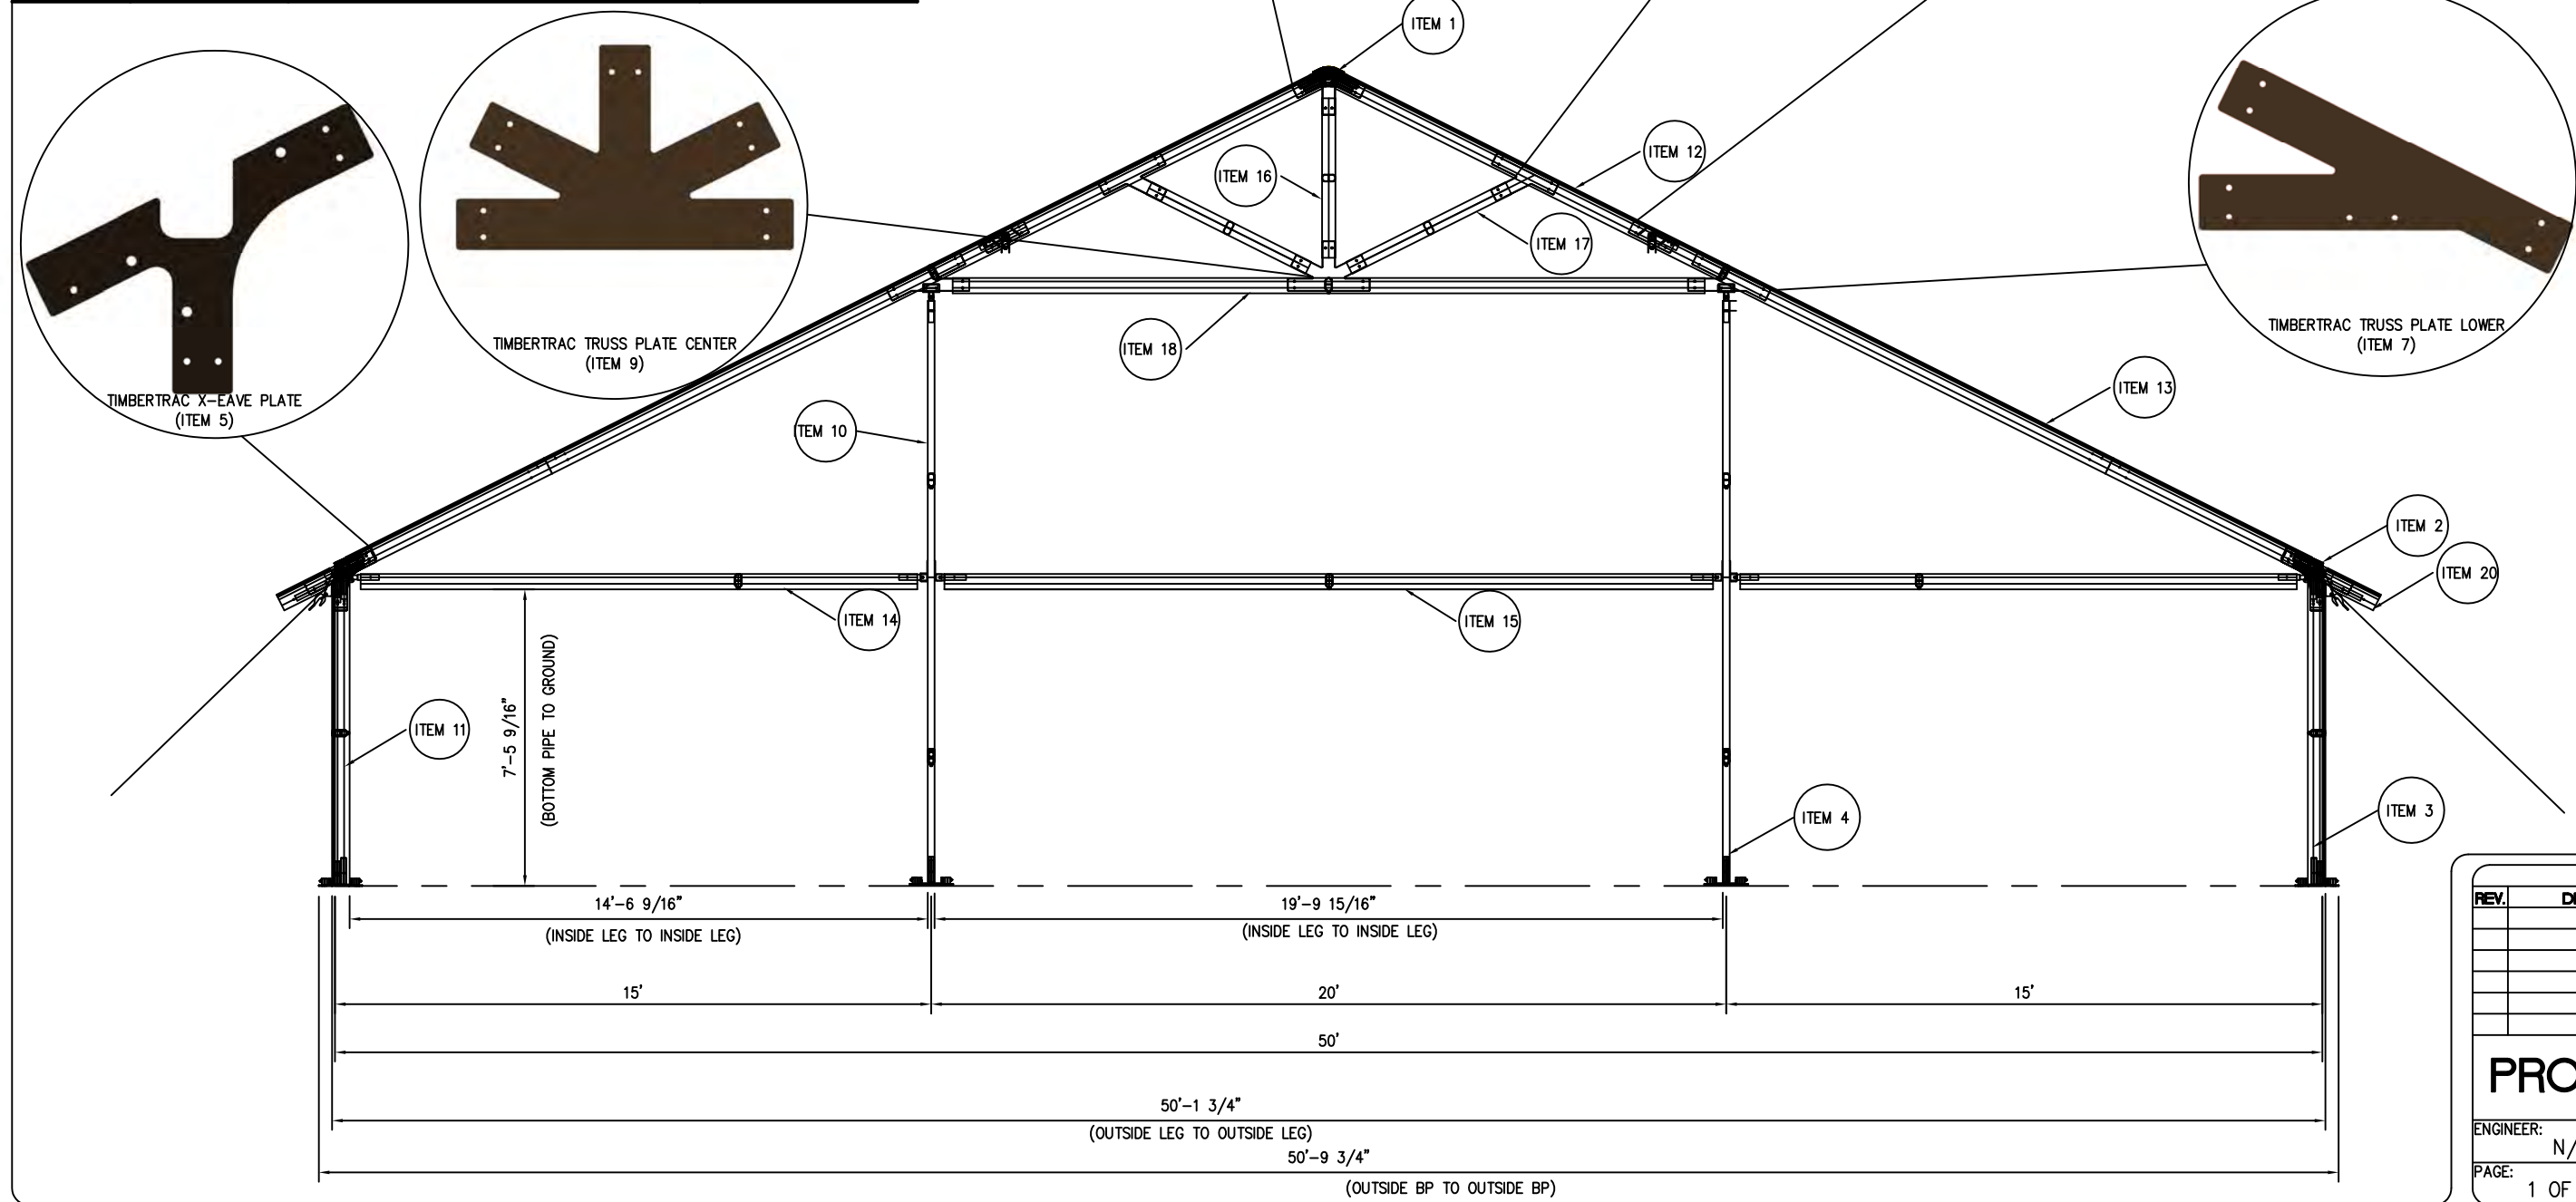 ITEM 1
ITEM 12
ITEM 16
ITEM 17
ITEM 18
TIMBERTRAC X-EAVE PLATE
(ITEM 5)
TIMBERTRAC TRUSS PLATE CENTER
(ITEM 9)
TIMBERTRAC TRUSS PLATE LOWER
(ITEM 7)
ITEM 13
ITEM 10
ITEM 2
ITEM 20
ITEM 14
ITEM 15
ITEM 11
7'-5 9/16"
(BOTTOM PIPE TO GROUND)
ITEM 4
ITEM 3
14'-6 9/16"
(INSIDE LEG TO INSIDE LEG)
19'-9 15/16"
(INSIDE LEG TO INSIDE LEG)
15'
20'
15'
50'
50'-1 3/4"
(OUTSIDE LEG TO OUTSIDE LEG)
50'-9 3/4"
(OUTSIDE BP TO OUTSIDE BP)
REV.
PRO
ENGINEER:
N/
PAGE:
1 OF